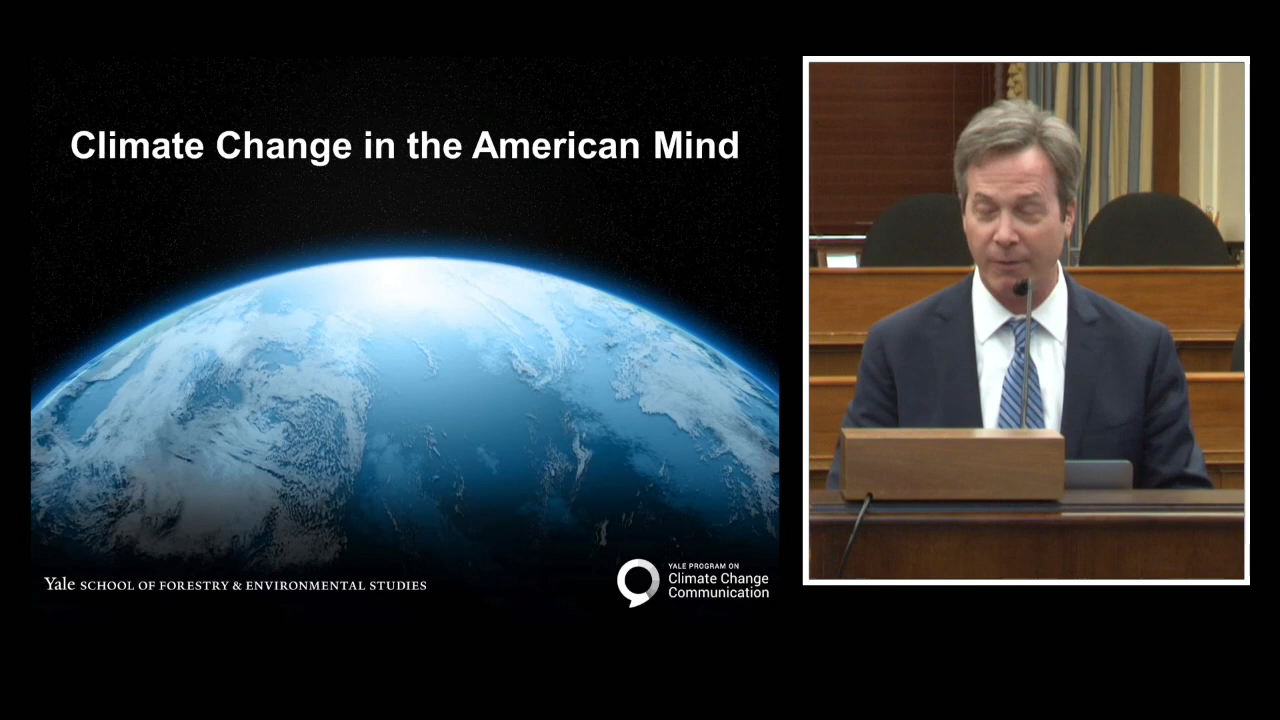 Climate Change in the American Mind
Yale SCHOOL OF FORESTRY & ENVIRONMENTAL STUDIES
YALE PROGRAM ON
Climate Change
Communication